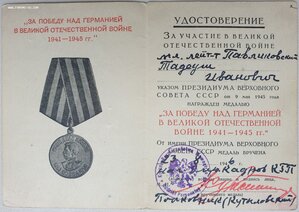 „ЗА ПОБЕДУ НАД ГЕРМАНИЕЙ
В ВЕЛИКОЙ ОТЕЧЕСТВЕННОЙ ВОЙНЕ
1941—1945 гг."
УДОСТОВЕРЕНИЕ
ЗА УЧАСТИЕ В ВЕЛИКОЙ
ОТЕЧЕСТВЕННОЙ ВОЙНЕ
мл. лейт-т Павлиновский
Тадеуш
Иванович
УКАЗОМ ПРЕЗИДИУМА ВЕРХОВНОГО
СОВЕТА СССР от 9 мая 1945 года
НАГРАЖДЕН МЕДАЛЬЮ
„ЗА ПОБЕДУ НАД ГЕРМАНИЕЙ
В ВЕЛИКОЙ ОТЕЧЕСТВЕННОЙ
ВОЙНЕ 1941—1945 гг."
От имени ПРЕЗИДИУМА ВЕРХОВНОГО
СОВЕТА СССР МЕДАЛЬ ВРУЧЕНА
1946 г.
Полковник